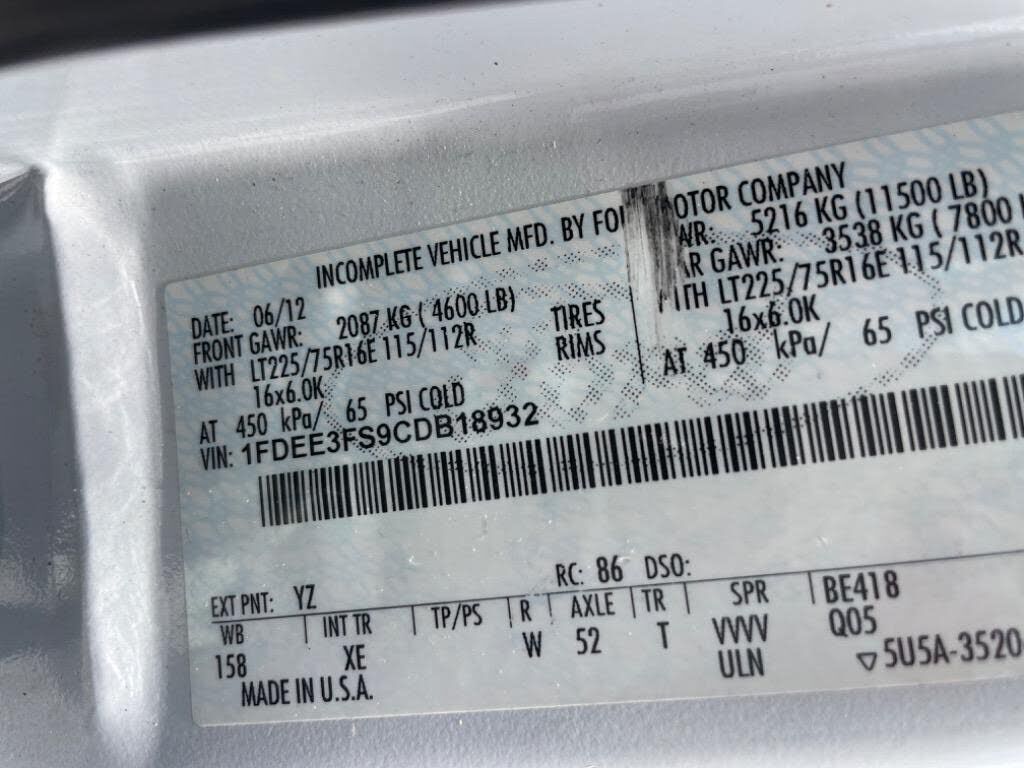 INCOMPLETE VEHICLE MFD. BY FO OTOR COMPANY
DATE: 06/12 WR: 5216 KG (11500 LB)
FRONT GAWR: 2087 KG ( 4600 LB) AR GAWR: 3538 KG ( 7800
WITH LT225/75R16E 115/112R TIRES ITH LT225/75R16E 115/112R
16x6.0K RIMS 16x6.0K
AT 450 kPa/ 65 PSI COLD AT 450 kPa/ 65 PSI COLD
VIN: 1FDEE3FS9CDB18932
EXT PNT: YZ RC: 86 DSO:
WB INT TR TP/PS R AXLE TR SPR BE418
158 XE W 52 T VVVV Q05
MADE IN U.S.A. ULN ▽5U5A-3520